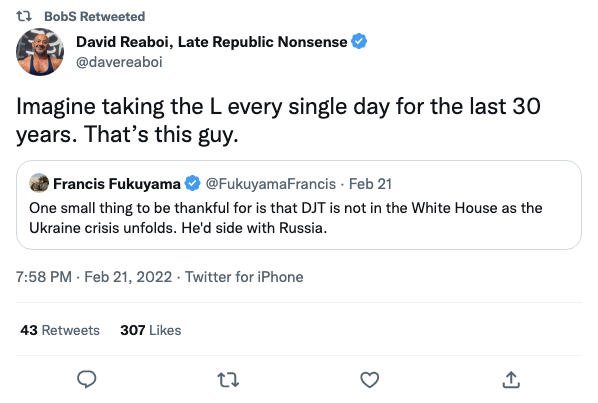 BobS Retweeted
David Reaboi, Late Republic Nonsense
@davereaboi
Imagine taking the L every single day for the last 30
years. That’s this guy.
Francis Fukuyama @FukuyamaFrancis · Feb 21
One small thing to be thankful for is that DJT is not in the White House as the
Ukraine crisis unfolds. He'd side with Russia.
7:58 PM · Feb 21, 2022 · Twitter for iPhone
43 Retweets 307 Likes